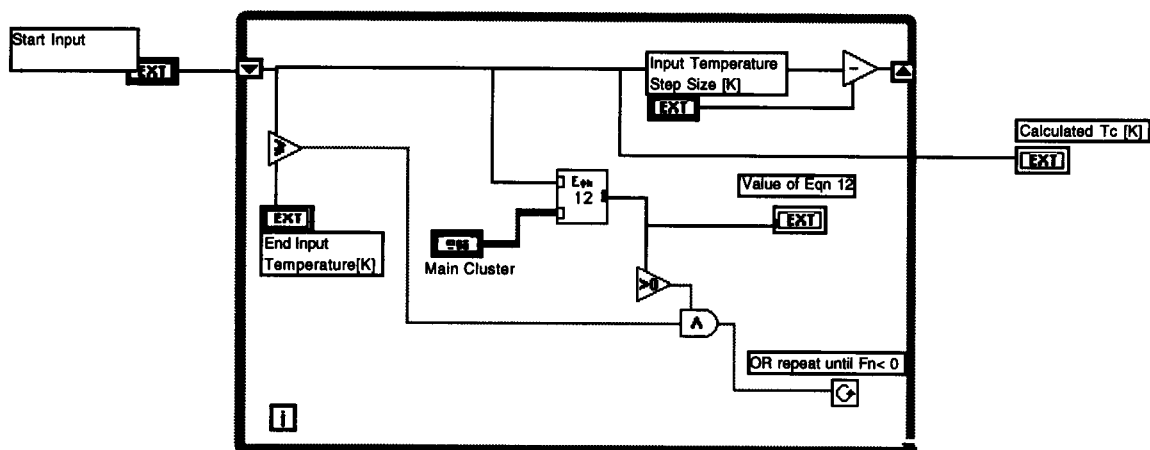 Start Input
EXT
Input Temperature
Step Size [K]
EXT
-
Calculated Tc [K]
EXT
EXT
End Input
Temperature[K]
Eqn
12
Value of Eqn 12
EXT
Main Cluster
>0
Λ
OR repeat until Fn< 0
i